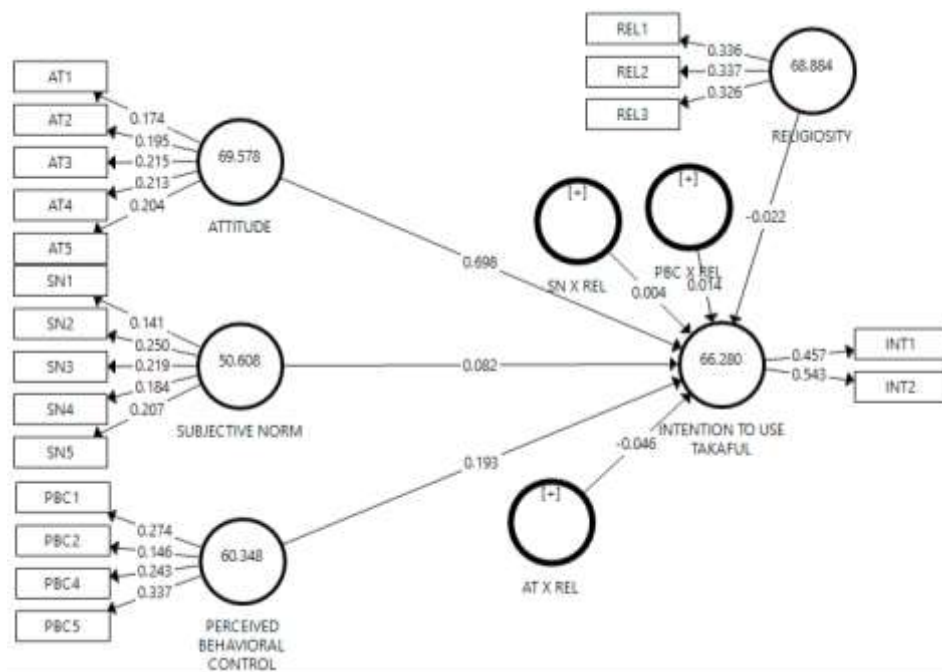 AT1
AT2
AT3
AT4
AT5
0.174
0.195
0.215
0.213
0.204
69.578
ATTITUDE
SN1
SN2
SN3
SN4
SN5
0.141
0.250
0.219
0.184
0.207
50.608
SUBJECTIVE NORM
PBC1
PBC2
PBC4
PBC5
0.274
0.146
0.243
0.337
60.348
PERCEIVED
BEHAVIORAL
CONTROL
0.698
0.082
0.193
REL1
REL2
REL3
0.336
0.337
0.326
68.884
RELIGIOSITY
-0.022
[+]
SN X REL
0.004
[+]
PBC X REL
0.014
66.280
INTENTION TO USE
TAKAFUL
0.457
0.543
INT1
INT2
-0.046
[+]
AT X REL